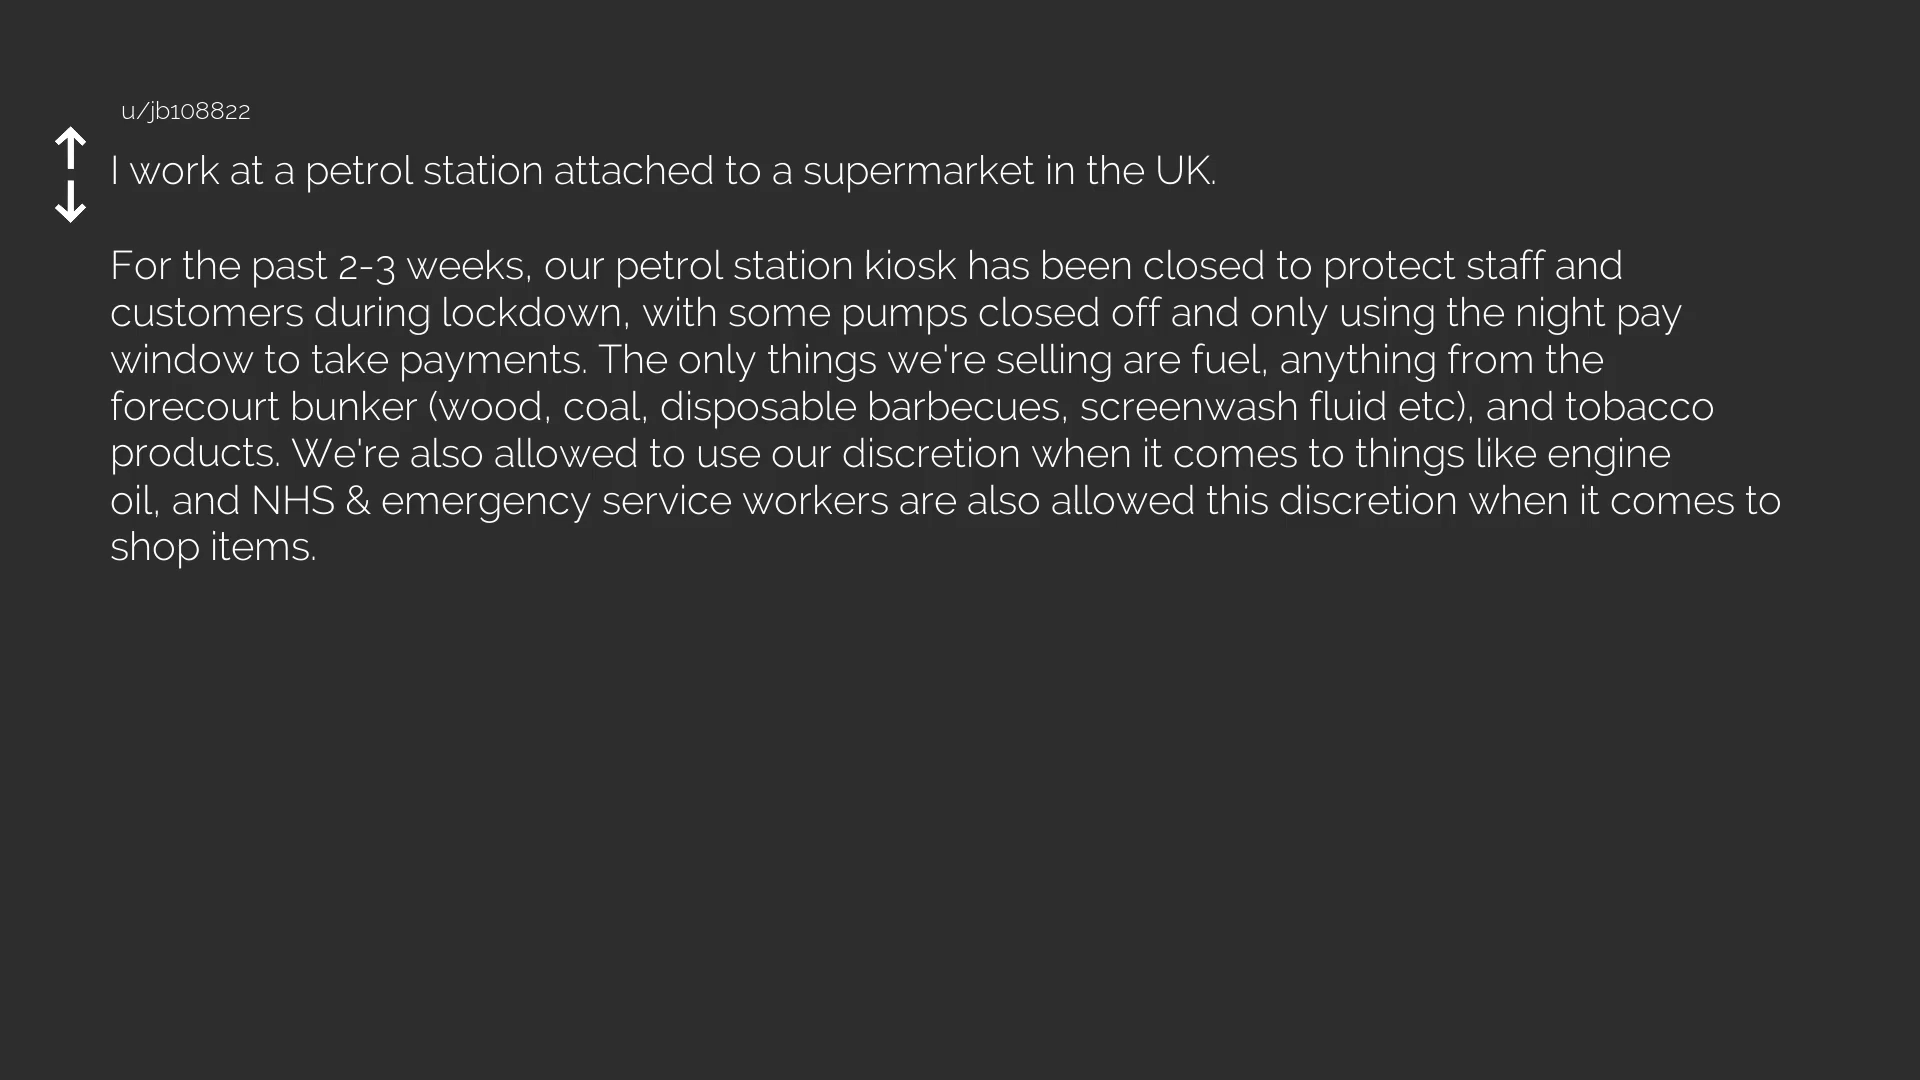 u/jb108822
I work at a petrol station attached to a supermarket in the UK.
For the past 2-3 weeks, our petrol station kiosk has been closed to protect staff and
customers during lockdown, with some pumps closed off and only using the night pay
window to take payments. The only things we're selling are fuel, anything from the
forecourt bunker (wood, coal, disposable barbecues, screenwash fluid etc), and tobacco
products. We're also allowed to use our discretion when it comes to things like engine
oil, and NHS & emergency service workers are also allowed this discretion when it comes to
shop items.